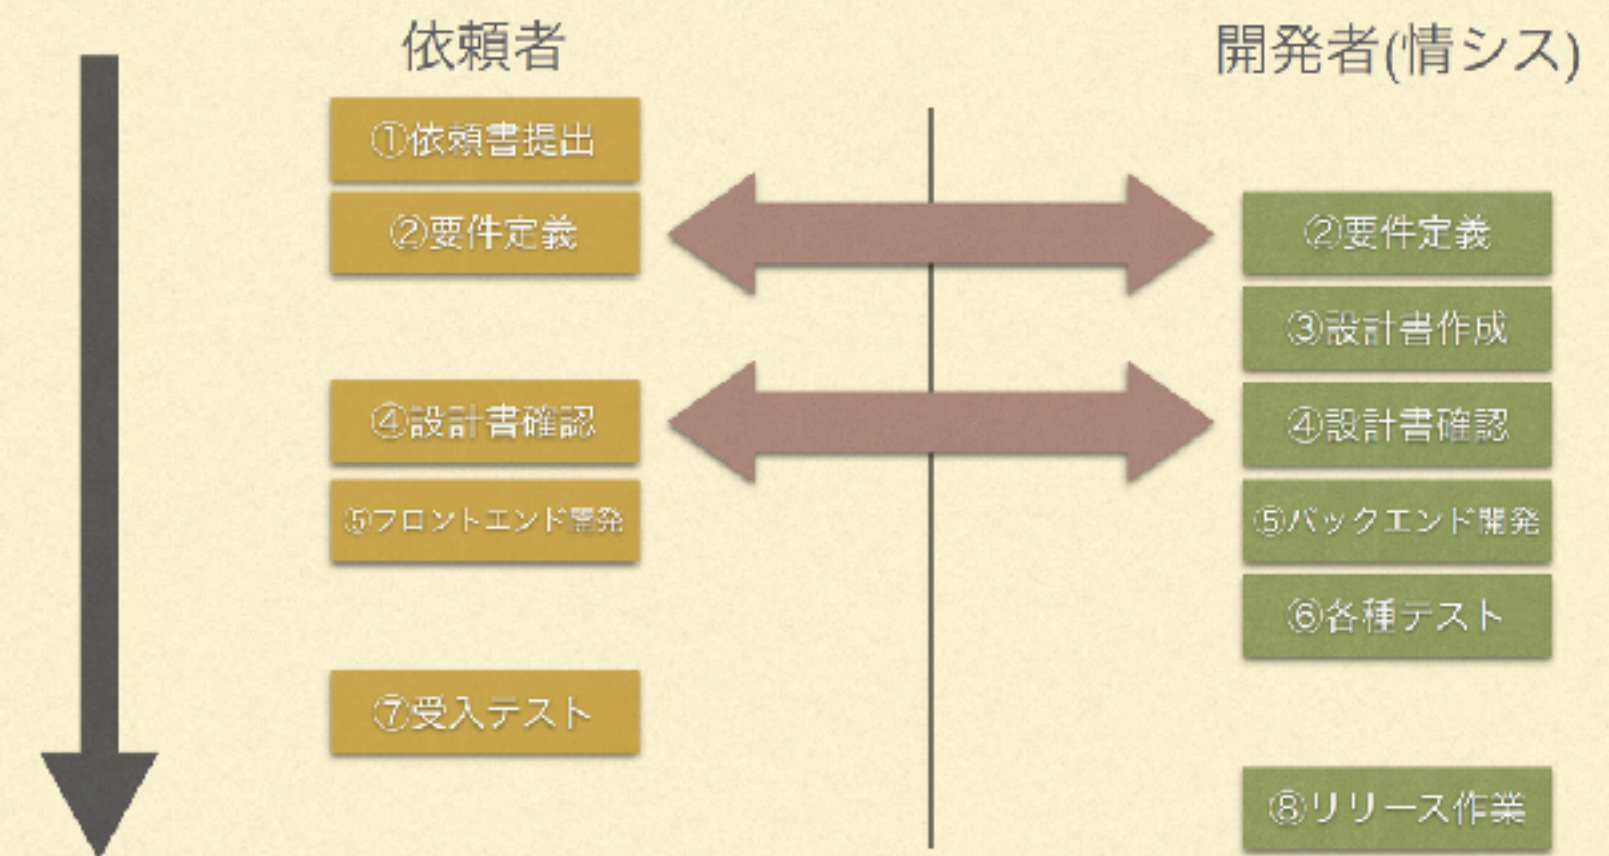 依頼者
開発者(情シス)
①依頼書提出
②要件定義
②要件定義
③設計書作成
④設計書確認
④設計書確認
⑤フロントエンド開発
⑤バックエンド開発
⑥各種テスト
⑦受入テスト
⑧リリース作業